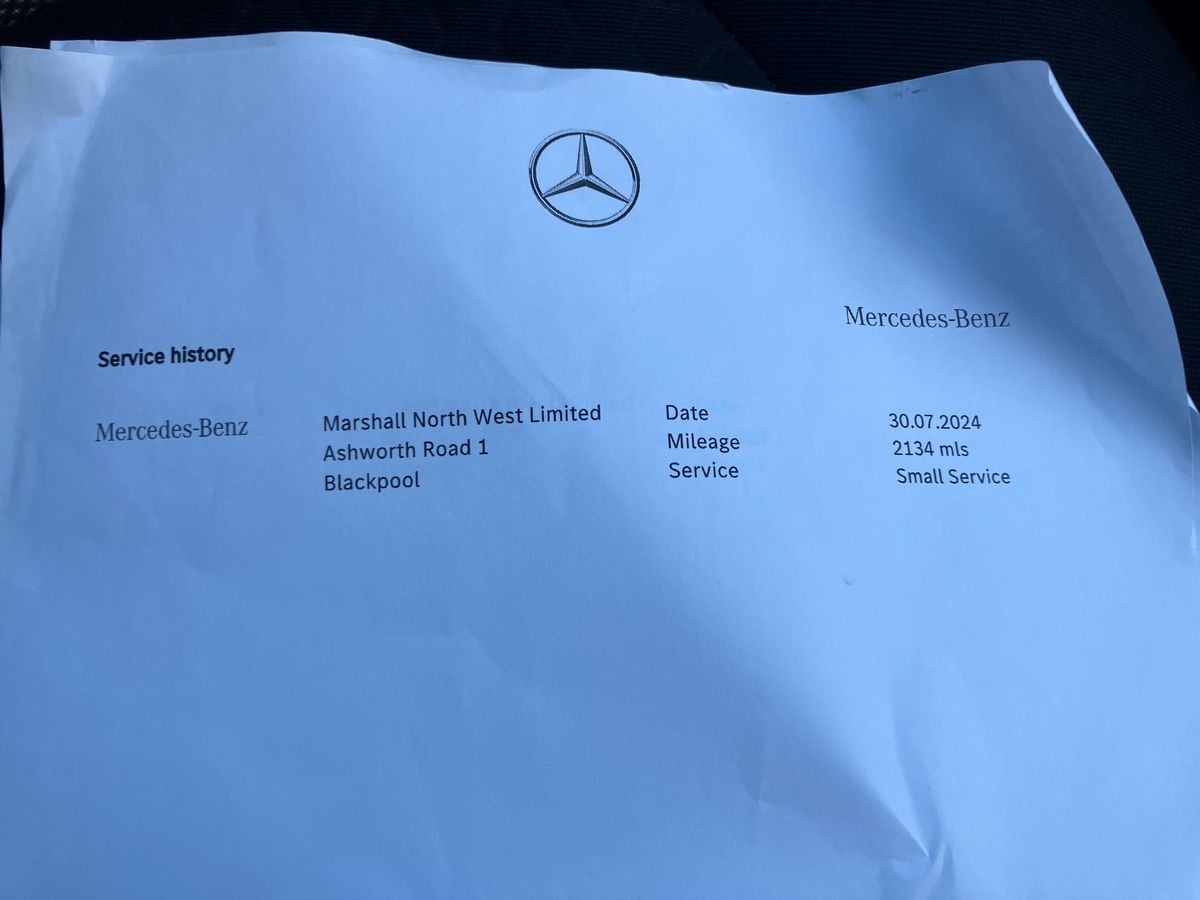 Mercedes-Benz
Service history
Mercedes-Benz
Marshall North West Limited
Ashworth Road 1
Blackpool
Date 30.07.2024
Mileage 2134 mls
Service Small Service